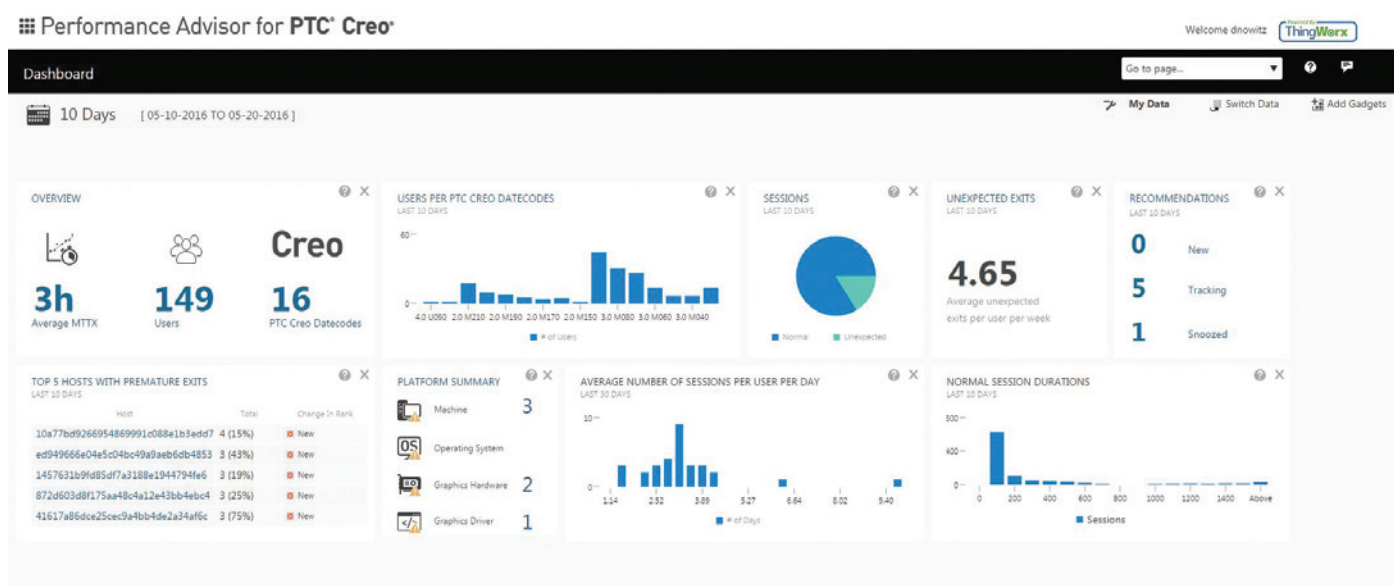 Performance Advisor for PTC® Creo®
Welcome dnowitz
Powered By
ThingWorx
Dashboard
Go to page...
10 Days [ 05-10-2016 TO 05-20-2016 ]
My Data
Switch Data
Add Gadgets
OVERVIEW
Creo
3h
Average MTTX
149
Users
16
PTC Creo Datecodes
USERS PER PTC CREO DATECODES
LAST 10 DAYS
60
0
4.0 U090 2.0 M210 2.0 M190 2.0 M170 2.0 M150 3.0 M080 3.0 M060 3.0 M040
# of Users
SESSIONS
LAST 10 DAYS
Normal
Unexpected
UNEXPECTED EXITS
LAST 10 DAYS
4.65
Average unexpected
exits per user per week
RECOMMENDATIONS
LAST 10 DAYS
0 New
5 Tracking
1 Snoozed
TOP 5 HOSTS WITH PREMATURE EXITS
LAST 10 DAYS
Host Total Change In Rank
10a77bd9266954869991c088e1b3edd7 4 (15%) New
ed949666e04e5c04bc49a9aeb6db4853 3 (43%) New
1457631b9fd85df7a3188e1944794fe6 3 (19%) New
872d603d8f175aa48c4a12e43bb4ebc4 3 (25%) New
41617a86dce25cec9a4bb4de2a34af6c 3 (75%) New
PLATFORM SUMMARY
Machine 3
OS Operating System
Graphics Hardware 2
Graphics Driver 1
AVERAGE NUMBER OF SESSIONS PER USER PER DAY
LAST 30 DAYS
10
0
1.14 2.52 3.89 5.27 6.64 8.02 9.40
# of Days
NORMAL SESSION DURATIONS
LAST 10 DAYS
400
0
0 200 400 600 800 1000 1200 1400 Above
Sessions